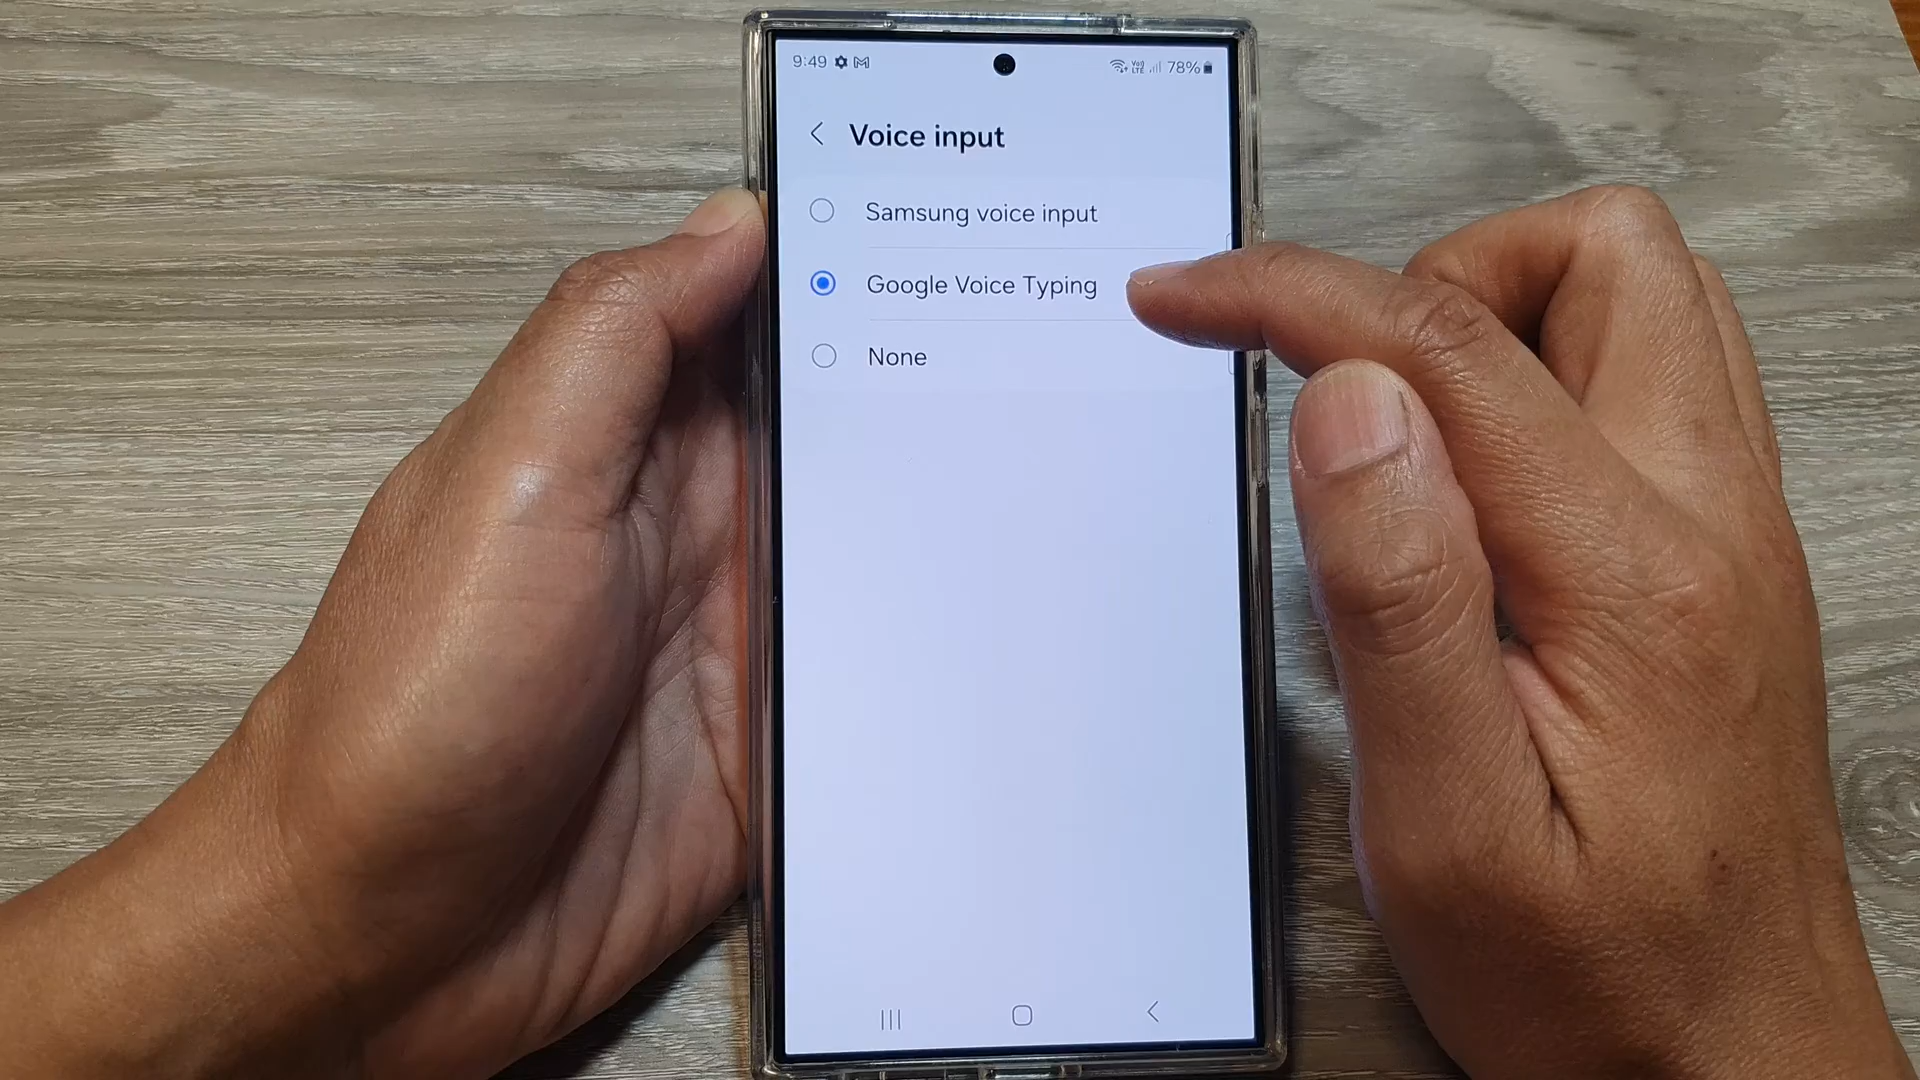 9:49 78%
Voice input
Samsung voice input
Google Voice Typing
None